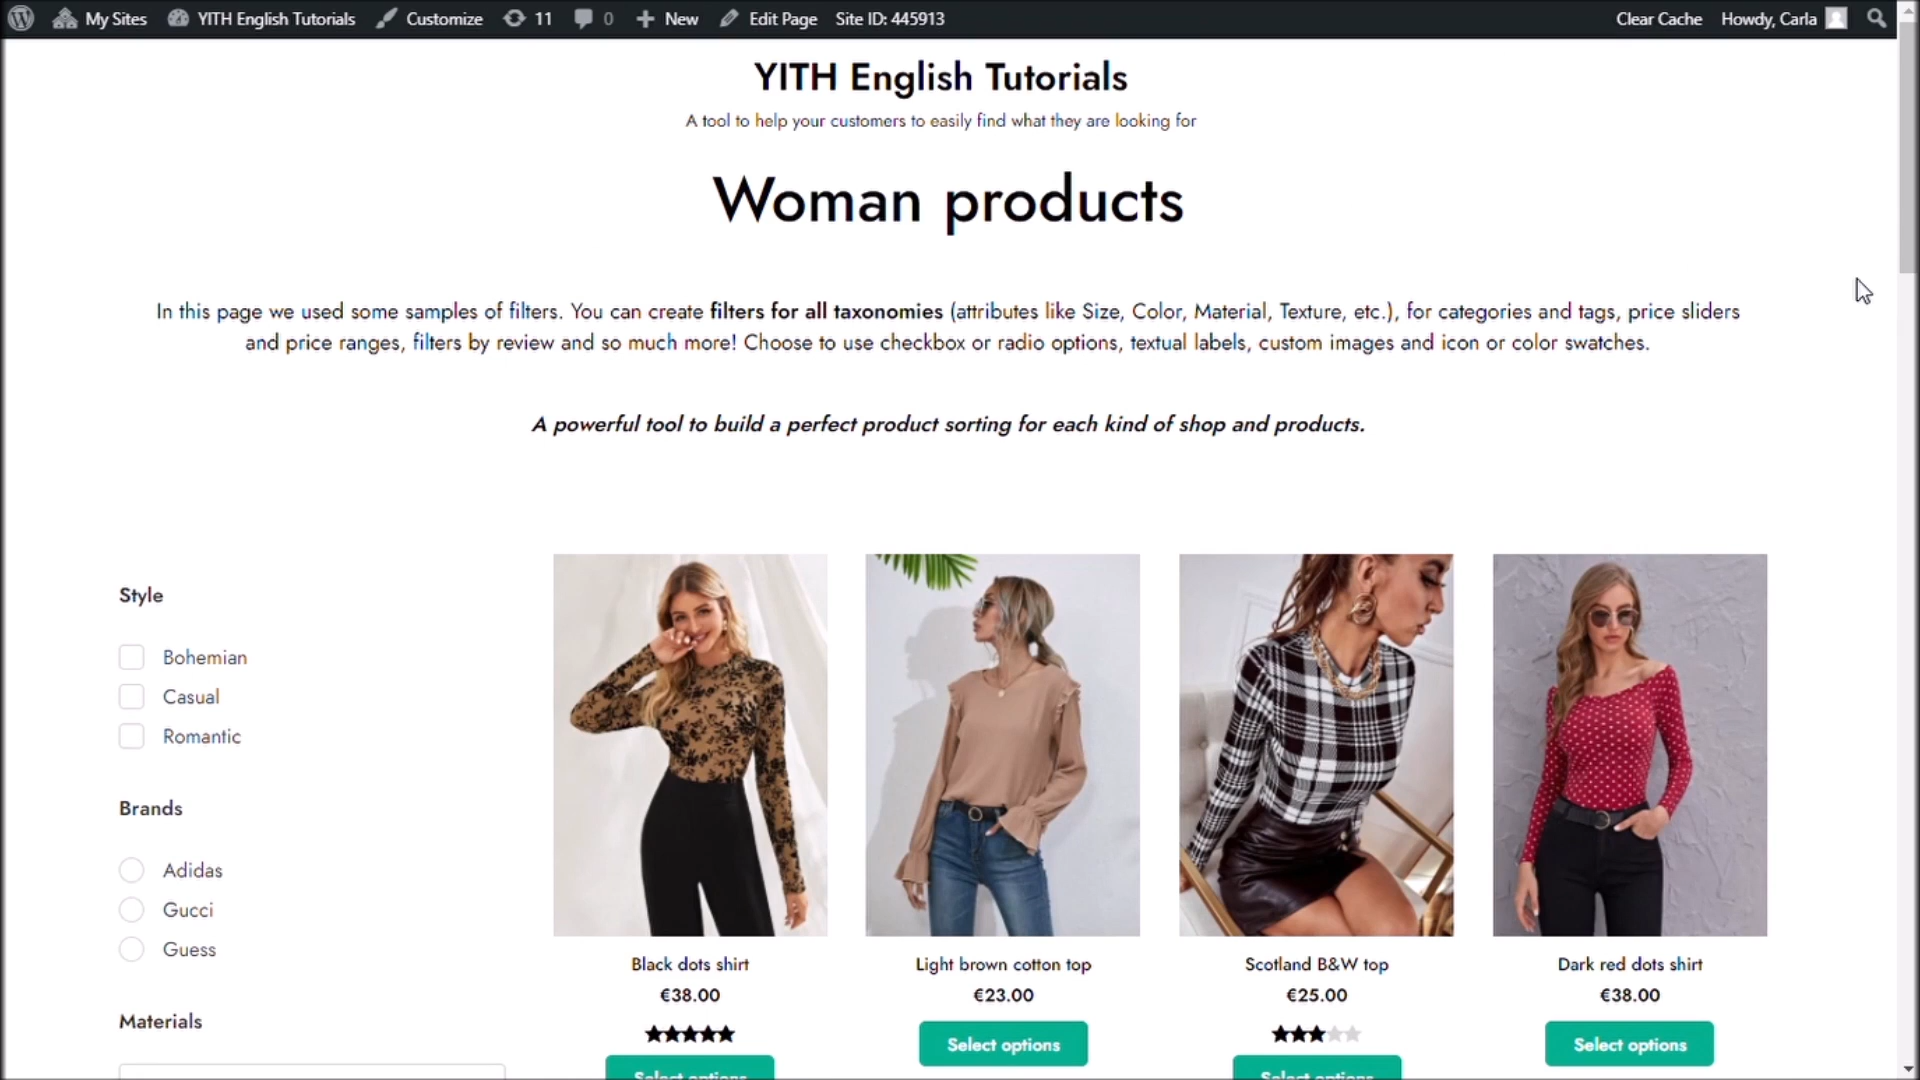 My Sites YITH English Tutorials Customize 11 0 New Edit Page Site ID: 445913 Clear Cache Howdy, Carla
YITH English Tutorials
A tool to help your customers to easily find what they are looking for
Woman products
In this page we used some samples of filters. You can create filters for all taxonomies (attributes like Size, Color, Material, Texture, etc.), for categories and tags, price sliders
and price ranges, filters by review and so much more! Choose to use checkbox or radio options, textual labels, custom images and icon or color swatches.
A powerful tool to build a perfect product sorting for each kind of shop and products.
Style
Bohemian
Casual
Romantic
Brands
Adidas
Gucci
Guess
Materials
Black dots shirt
€38.00
Select options
Light brown cotton top
€23.00
Select options
Scotland B&W top
€25.00
Select options
Dark red dots shirt
€38.00
Select options